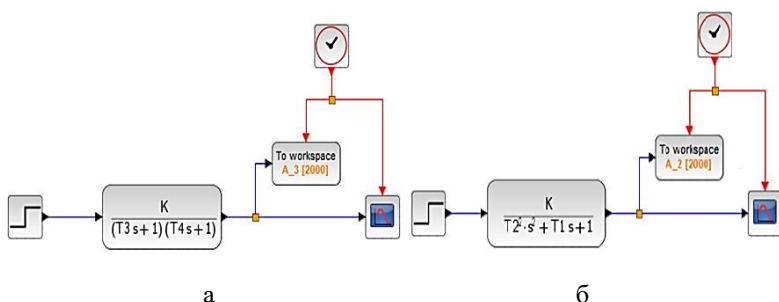 To workspace
A_3 [2000]
K
(T3s+1)(T4s+1)
а
To workspace
A_2 [2000]
K
T2²·s²+T1s+1
б